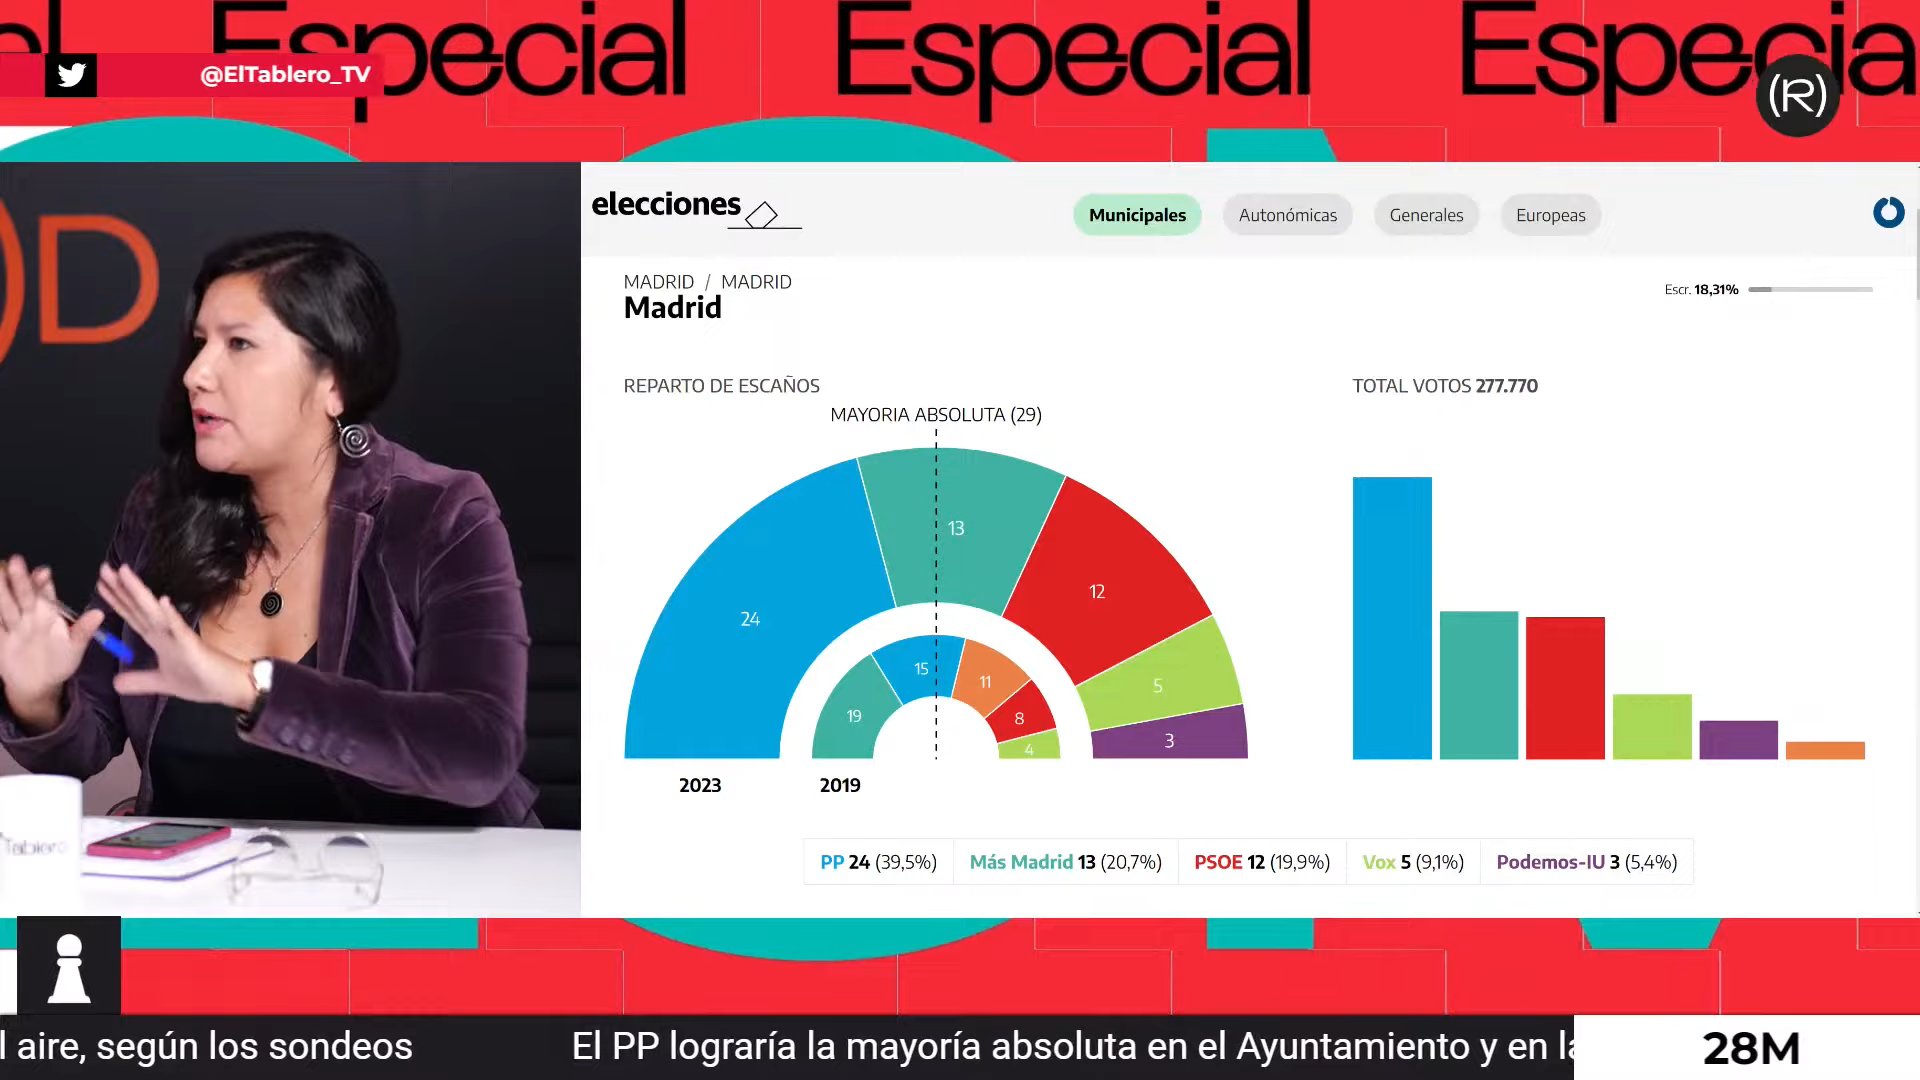 Especial Especial Especia
@ElTablero_TV
(R)
D
elecciones
Municipales Autonómicas Generales Europeas
MADRID / MADRID
Madrid
Escr. 18,31%
REPARTO DE ESCAÑOS
TOTAL VOTOS 277.770
MAYORIA ABSOLUTA (29)
24
13
12
5
3
19
15
11
8
4
2023
2019
Tablero
PP 24 (39,5%) Más Madrid 13 (20,7%) PSOE 12 (19,9%) Vox 5 (9,1%) Podemos-IU 3 (5,4%)
l aire, según los sondeos El PP lograría la mayoría absoluta en el Ayuntamiento y en la
28M